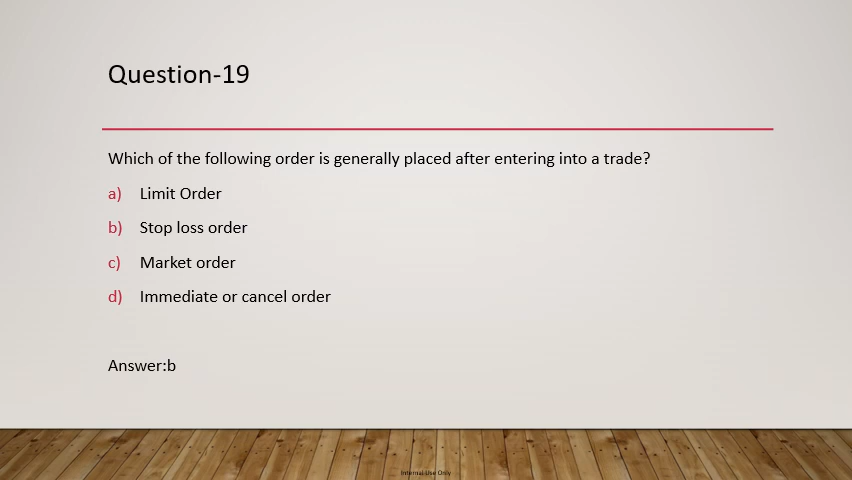 Question-19
Which of the following order is generally placed after entering into a trade?
a) Limit Order
b) Stop loss order
c) Market order
d) Immediate or cancel order
Answer:b
Internal Use Only